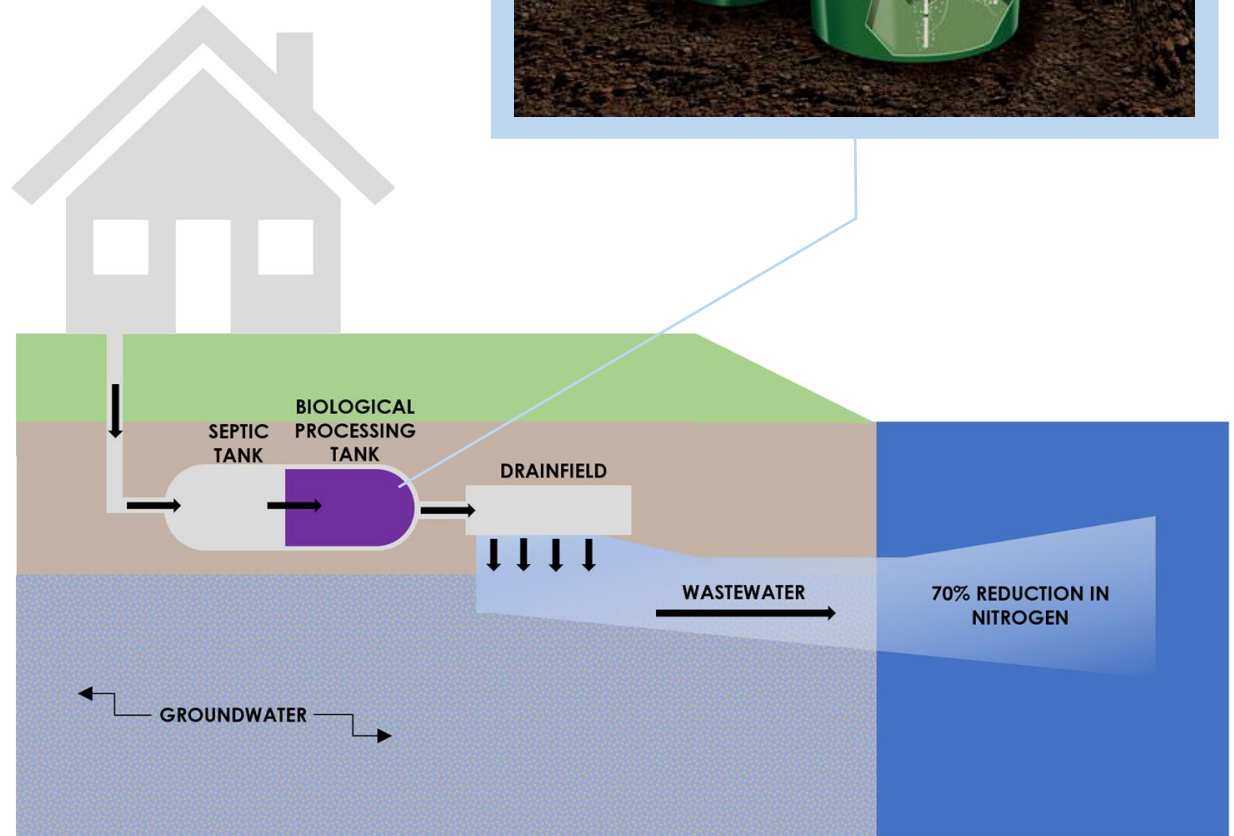 SEPTIC
TANK
BIOLOGICAL
PROCESSING
TANK
DRAINFIELD
WASTEWATER
70% REDUCTION IN
NITROGEN
GROUNDWATER